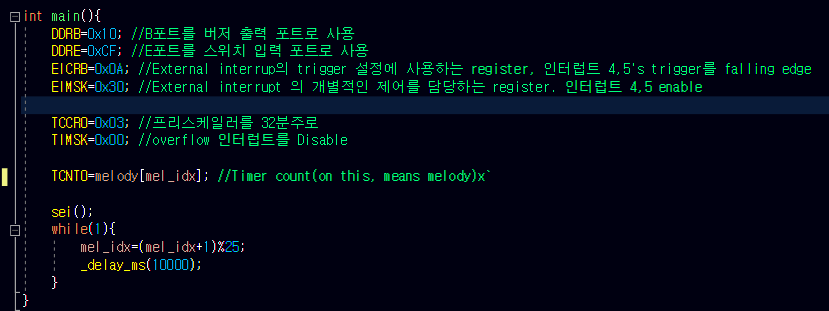 int main(){
DDRB=0x10; //B포트를 버저 출력 포트로 사용
DDRE=0xCF; //E포트를 스위치 입력 포트로 사용
EICRB=0x0A; //External interrup의 trigger 설정에 사용하는 register, 인터럽트 4,5's trigger를 falling edge
EIMSK=0x30; //External interrupt 의 개별적인 제어를 담당하는 register. 인터럽트 4,5 enable
TCCR0=0x03; //프리스케일러를 32분주로
TIMSK=0x00; //overflow 인터럽트를 Disable
TCNT0=melody[mel_idx]; //Timer count(on this, means melody)x`
sei();
while(1){
mel_idx=(mel_idx+1)%25;
_delay_ms(10000);
}
}